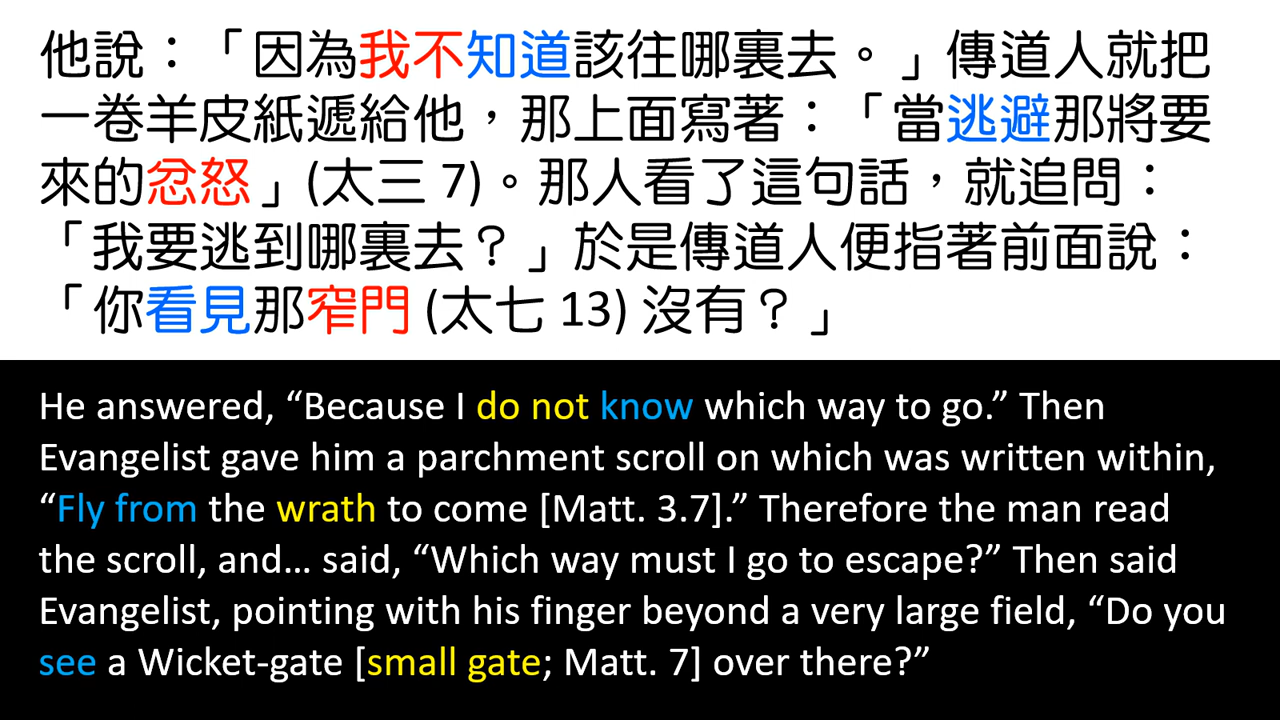 他說：「因為我不知道該往哪裏去。」傳道人就把
一卷羊皮紙遞給他，那上面寫著：「當逃避那將要
來的忿怒」(太三 7)。那人看了這句話，就追問：
「我要逃到哪裏去？」於是傳道人便指著前面說：
「你看見那窄門 (太七 13) 沒有？」
He answered, “Because I do not know which way to go.” Then
Evangelist gave him a parchment scroll on which was written within,
“Fly from the wrath to come [Matt. 3.7].” Therefore the man read
the scroll, and… said, “Which way must I go to escape?” Then said
Evangelist, pointing with his finger beyond a very large field, “Do you
see a Wicket-gate [small gate; Matt. 7] over there?”